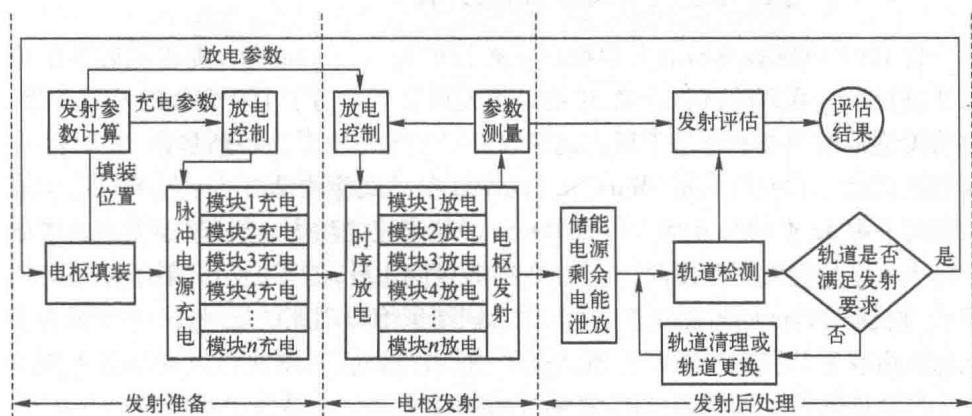 放电参数
发射参
数计算
充电参数
放电
控制
填装
位置
电枢填装
脉冲电源充电
模块1充电
模块2充电
模块3充电
模块4充电
⋮
模块n充电
放电
控制
参数
测量
时序放电
模块1放电
模块2放电
模块3放电
模块4放电
⋮
模块n放电
电枢发射
发射评估
评估
结果
储能
电源
剩余
电能
泄放
轨道检测
轨道是否
满足发射
要求
是
否
轨道清理或
轨道更换
发射准备
电枢发射
发射后处理